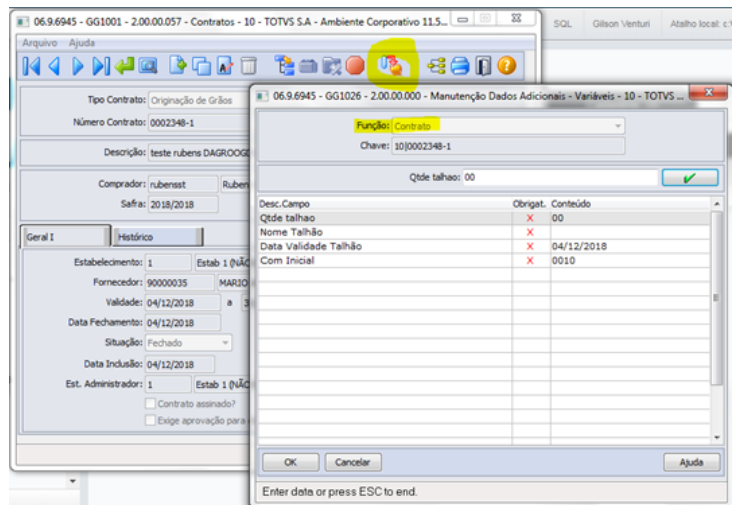 06.9.6945 - GG1001 - 2.00.00.057 - Contratos - 10 - TOTVS S.A - Ambiente Corporativo 11.5...
SQL Gilson Venturi Atalho local: c:\
Arquivo Ajuda
06.9.6945 - GG1026 - 2.00.00.000 - Manutenção Dados Adicionais - Variáveis - 10 - TOTVS ...
Tipo Contrato: Originação de Grãos
Função: Contrato
Número Contrato: 0002348-1
Chave: 10|0002348-1
Descrição: teste rubens DAGROOGG
Qtde talhao: 00
Comprador: rubensst Ruben
Safra: 2018/2018
Desc.Campo Obrigat. Conteúdo
Qtde talhao X 00
Nome Talhão X
Data Validade Talhão X 04/12/2018
Com Inicial X 0010
Geral I Histórico
Estabelecimento: 1 Estab 1 (NÃO
Fornecedor: 90000035 MARIO
Validade: 04/12/2018 a 3
Data Fechamento: 04/12/2018
Situação: Fechado
Data Inclusão: 04/12/2018
Est. Administrador: 1 Estab 1 (NÃO
Contrato assinado?
Exige aprovação para
OK Cancelar Ajuda
Enter data or press ESC to end.